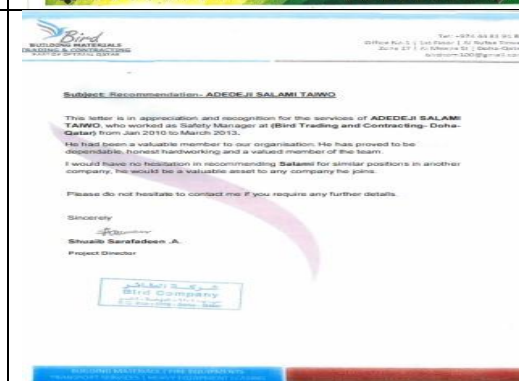 Bird
BUILDING MATERIALS
TRADING & CONTRACTING
Subject: Recommendation- ADEDEJI SALAMI TAIWO
This letter is in appreciation and recognition for the services of ADEDEJI SALAMI
TAIWO, who worked as Safety Manager at (Bird Trading and Contracting- Doha-
Qatar) from Jan 2010 to March 2013.
He had been a valuable member to our organisation. He has proved to be
dependable, honest hardworking and a valued member of the team.
I would have no hesitation in recommending Salami for similar positions in another
company, he would be a valuable asset to any company he joins.
Please do not hesitate to contact me if you require any further details.
Sincerely
Shuaib Sarafadeen .A.
Project Director
Bird Company
BUILDING MATERIALS | FIRE EQUIPMENTS